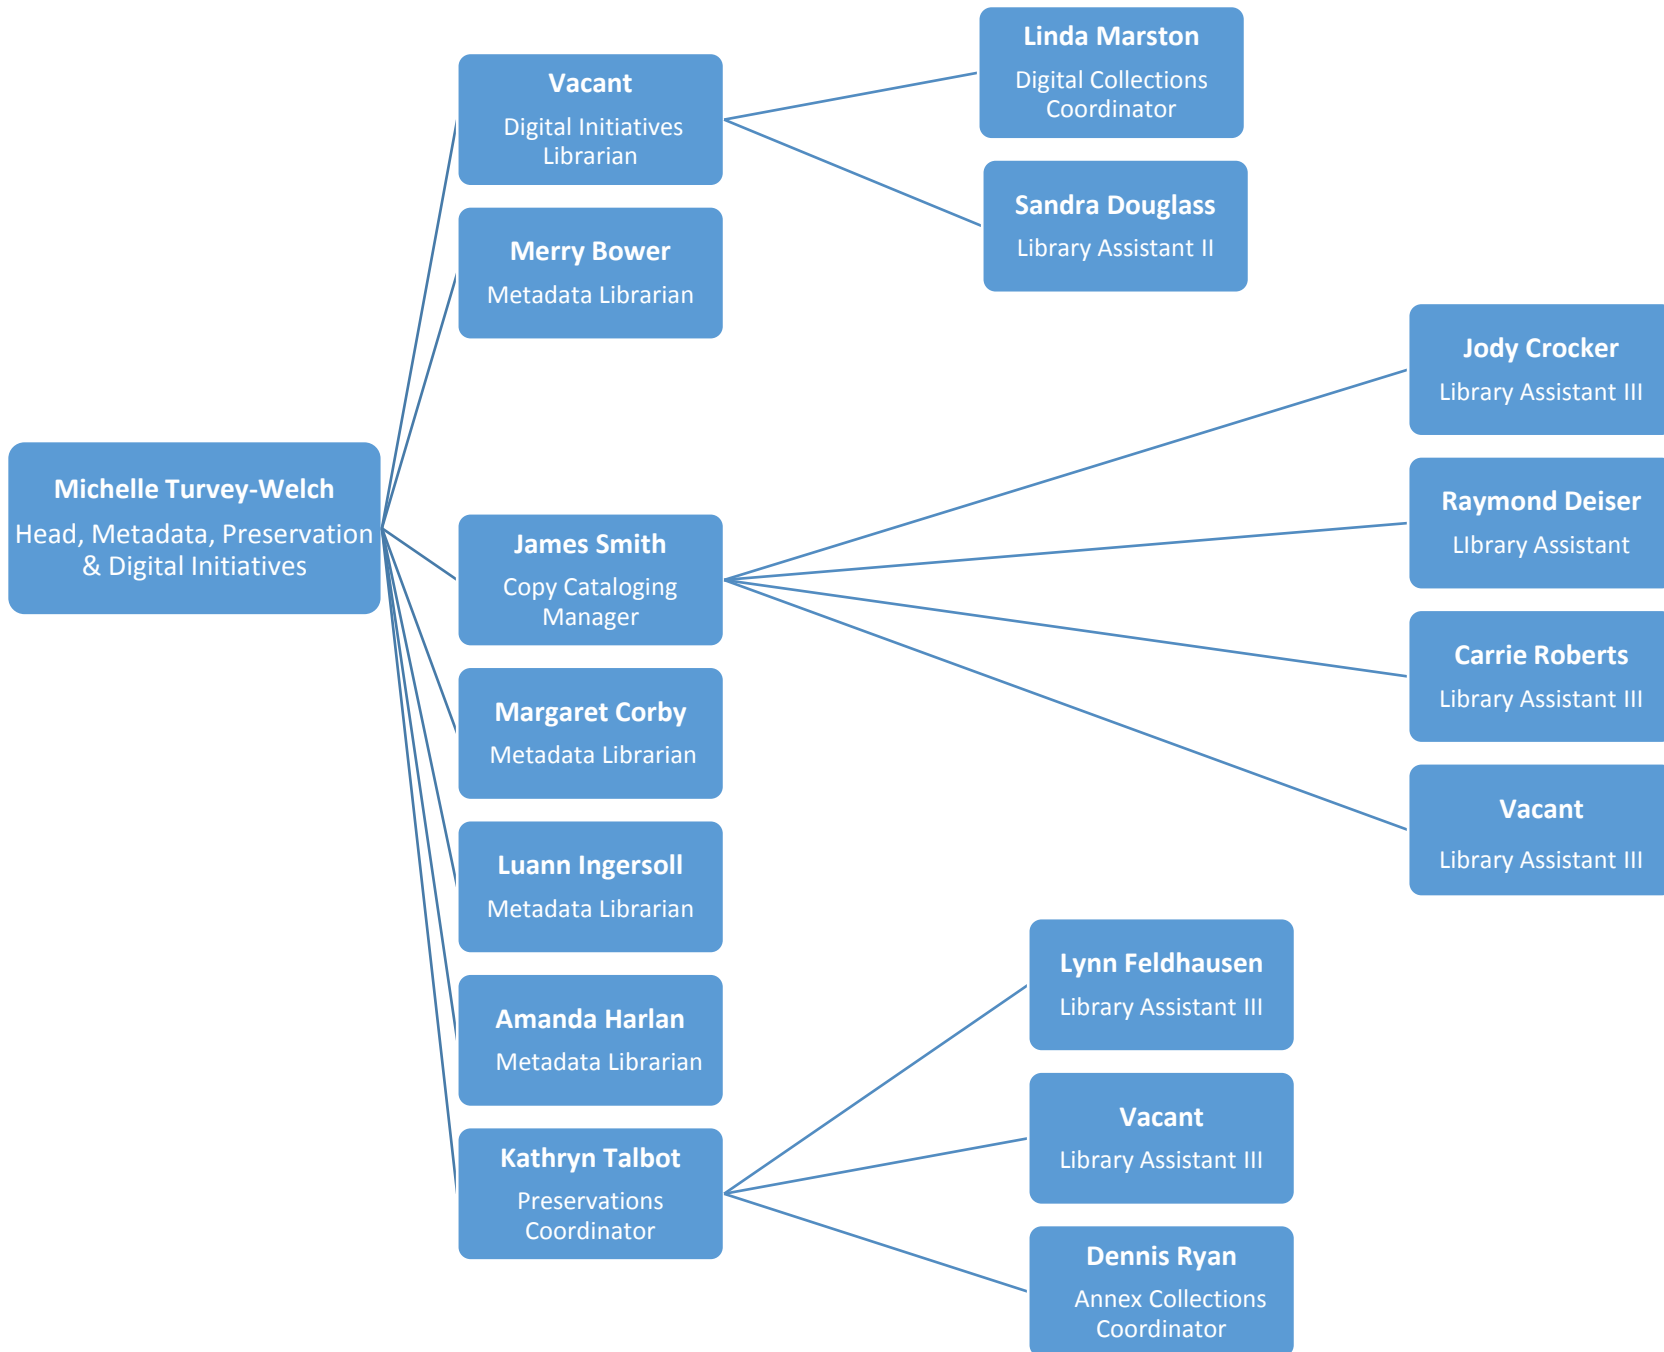 Michelle Turvey-Welch
Head, Metadata, Preservation
& Digital Initiatives
Vacant
Digital Initiatives
Librarian
Linda Marston
Digital Collections
Coordinator
Sandra Douglass
Library Assistant II
Merry Bower
Metadata Librarian
James Smith
Copy Cataloging
Manager
Jody Crocker
Library Assistant III
Raymond Deiser
LIbrary Assistant
Carrie Roberts
Library Assistant III
Vacant
Library Assistant III
Margaret Corby
Metadata Librarian
Luann Ingersoll
Metadata Librarian
Amanda Harlan
Metadata Librarian
Kathryn Talbot
Preservations
Coordinator
Lynn Feldhausen
Library Assistant III
Vacant
Library Assistant III
Dennis Ryan
Annex Collections
Coordinator